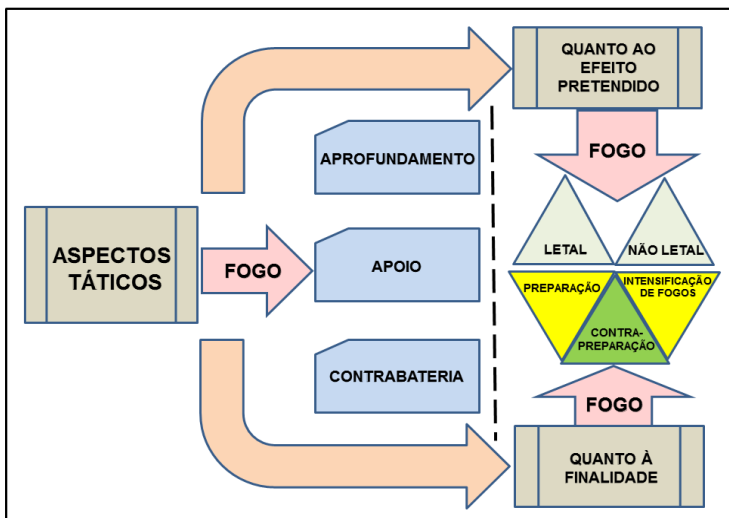 ASPECTOS
TÁTICOS
FOGO
APROFUNDAMENTO
APOIO
CONTRABATERIA
QUANTO AO
EFEITO
PRETENDIDO
FOGO
LETAL
NÃO LETAL
PREPARAÇÃO
INTENSIFICAÇÃO
DE FOGOS
CONTRA-
PREPARAÇÃO
FOGO
QUANTO À
FINALIDADE